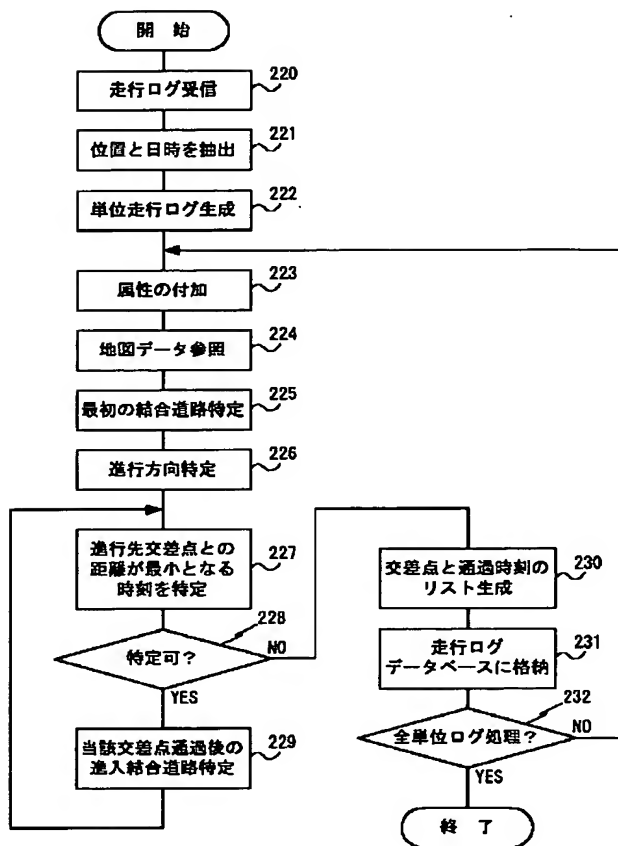 開 始
走行ログ受信
220
位置と日時を抽出
221
単位走行ログ生成
222
属性の付加
223
地図データ参照
224
最初の結合道路特定
225
進行方向特定
226
進行先交差点との
距離が最小となる
時刻を特定
227
特定可?
228
NO
YES
当該交差点通過後の
進入結合道路特定
229
交差点と通過時刻の
リスト生成
230
走行ログ
データベースに格納
231
全単位ログ処理?
232
NO
YES
終 了